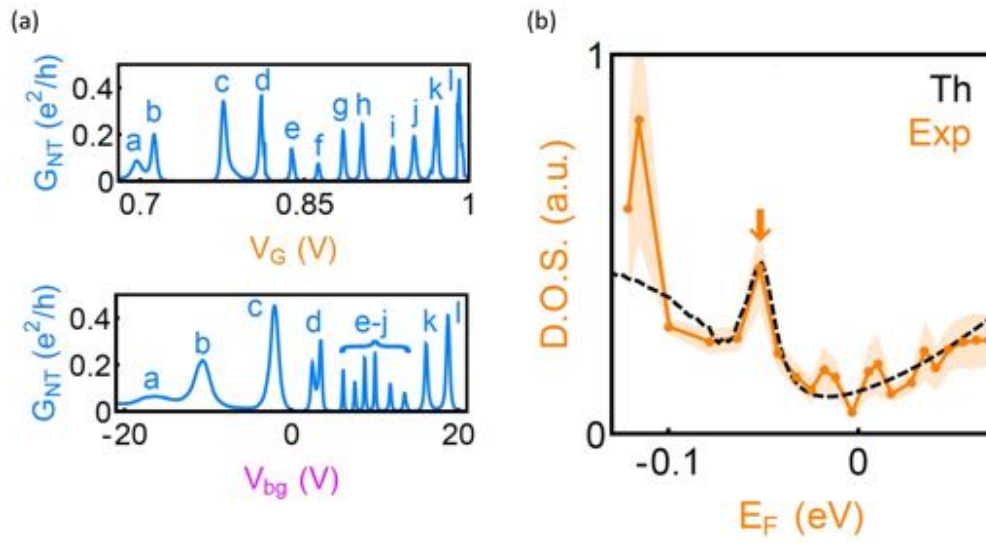 (a)
G_NT (e²/h)
0.4
0.2
0
a b c d e f g h i j k l
0.7 0.85 1
V_G (V)
G_NT (e²/h)
0.4
0.2
0
a b c d e-j k l
-20 0 20
V_bg (V)
(b)
D.O.S. (a.u.)
1
0
Th
Exp
-0.1 0
E_F (eV)